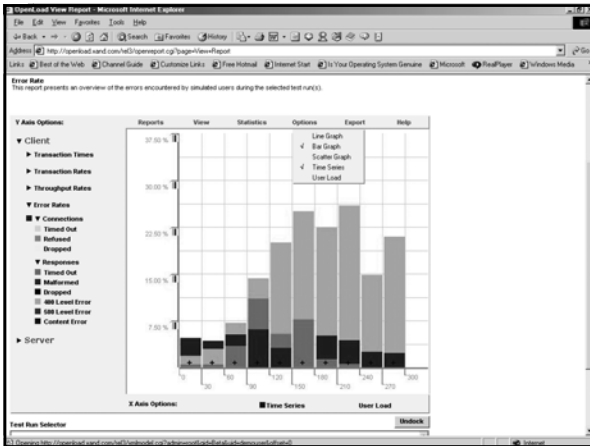 OpenLoad View Report - Microsoft Internet Explorer
File Edit View Favorites Tools Help
Back Search Favorites History
Address http://openload.xand.com/rel3/openreport.cgi?page=View+Report Go
Links Best of the Web Channel Guide Customize Links Free Hotmail Internet Start Is Your Operating System Genuine Microsoft RealPlayer Windows Media
Error Rate
This report presents an overview of the errors encountered by simulated users during the selected test run(s).
Y Axis Options: Reports View Statistics Options Export Help
Line Graph
√ Bar Graph
Scatter Graph
√ Time Series
User Load
Client
Transaction Times
Transaction Rates
Throughput Rates
Error Rates
Connections
Timed Out
Refused
Dropped
Responses
Timed Out
Malformed
Dropped
400 Level Error
500 Level Error
Content Error
Server
37.50 %
30.00 %
22.50 %
15.00 %
7.50 %
0 60 120 180 240 300
30 90 150 210 270
X Axis Options: Time Series User Load
Undock
Test Run Selector
Internet